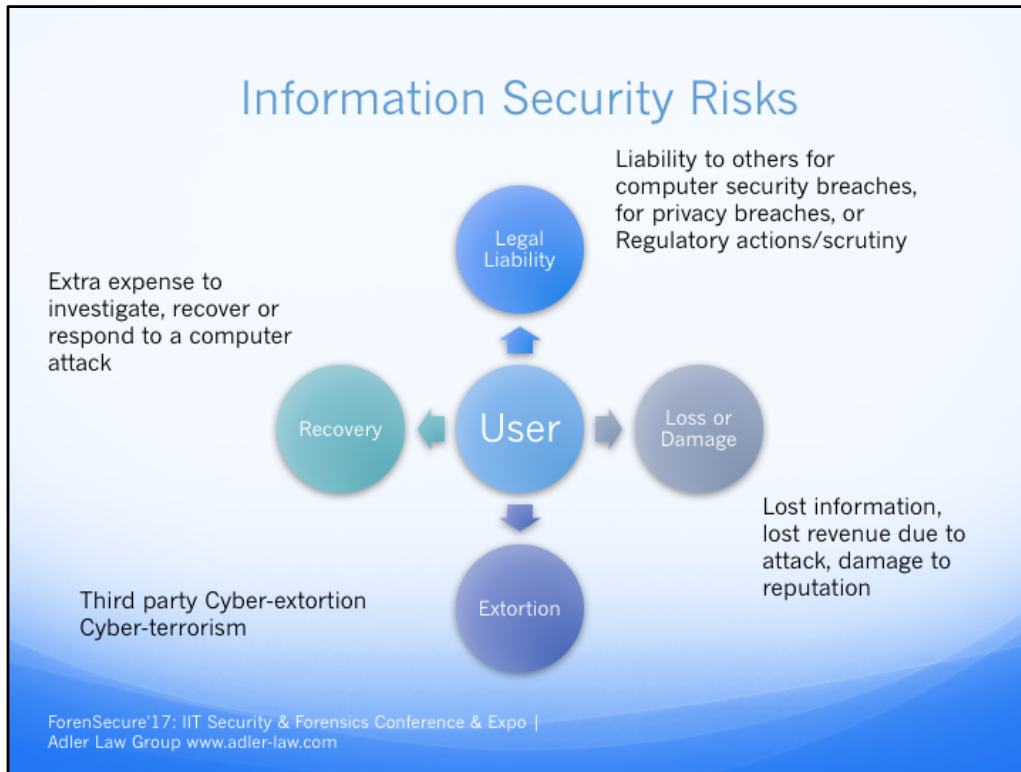 Information Security Risks
Liability to others for
computer security breaches,
for privacy breaches, or
Regulatory actions/scrutiny
Legal
Liability
Extra expense to
investigate, recover or
respond to a computer
attack
Recovery
User
Loss or
Damage
Lost information,
lost revenue due to
attack, damage to
reputation
Third party Cyber-extortion
Cyber-terrorism
Extortion
ForenSecure'17: IIT Security & Forensics Conference & Expo |
Adler Law Group www.adler-law.com